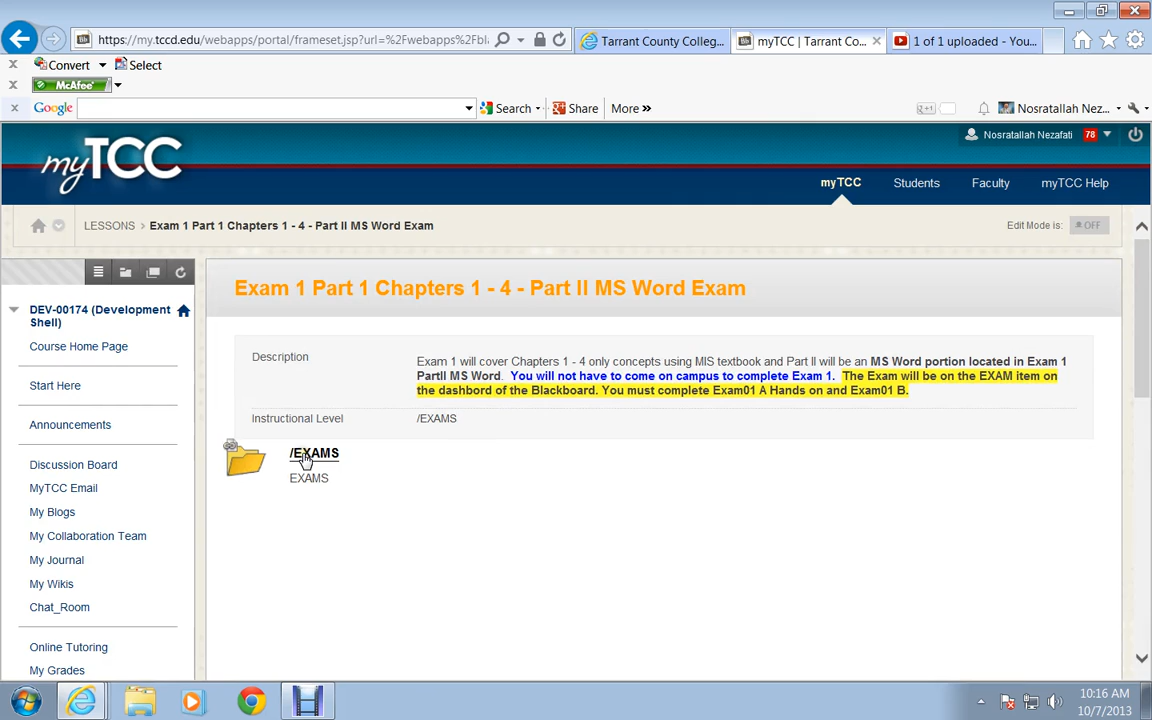 https://my.tccd.edu/webapps/portal/frameset.jsp?url=%2Fwebapps%2Fbla
Tarrant County Colleg...
Bb
myTCC | Tarrant Co...
1 of 1 uploaded - You...
Convert
Select
McAfee
Google
Search
Share
More »
Nosratallah Nez...
myTCC
Nosratallah Nezafati
78
myTCC
Students
Faculty
myTCC Help
LESSONS > Exam 1 Part 1 Chapters 1 - 4 - Part II MS Word Exam
Edit Mode is:
OFF
DEV-00174 (Development
Shell)
Course Home Page
Start Here
Announcements
Discussion Board
MyTCC Email
My Blogs
My Collaboration Team
My Journal
My Wikis
Chat_Room
Online Tutoring
My Grades
Exam 1 Part 1 Chapters 1 - 4 - Part II MS Word Exam
Description
Exam 1 will cover Chapters 1 - 4 only concepts using MIS textbook and Part II will be an MS Word portion located in Exam 1
PartII MS Word. You will not have to come on campus to complete Exam 1. The Exam will be on the EXAM item on
the dashbord of the Blackboard. You must complete Exam01 A Hands on and Exam01 B.
Instructional Level
/EXAMS
/EXAMS
EXAMS
10:16 AM
10/7/2013